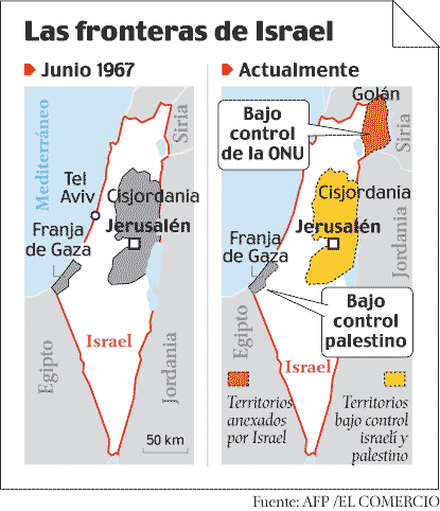 Las fronteras de Israel
Junio 1967
Mediterráneo
Siria
Tel
Aviv
Cisjordania
Jerusalén
Franja
de Gaza
Israel
Egipto
Jordania
50 km
Actualmente
Golán
Bajo
control
de la ONU
Siria
Cisjordania
Jerusalén
Franja
de Gaza
Jordania
Bajo
control
palestino
Egipto
Israel
Territorios
anexados
por Israel
Territorios
bajo control
israelí y
palestino
Fuente: AFP /EL COMERCIO